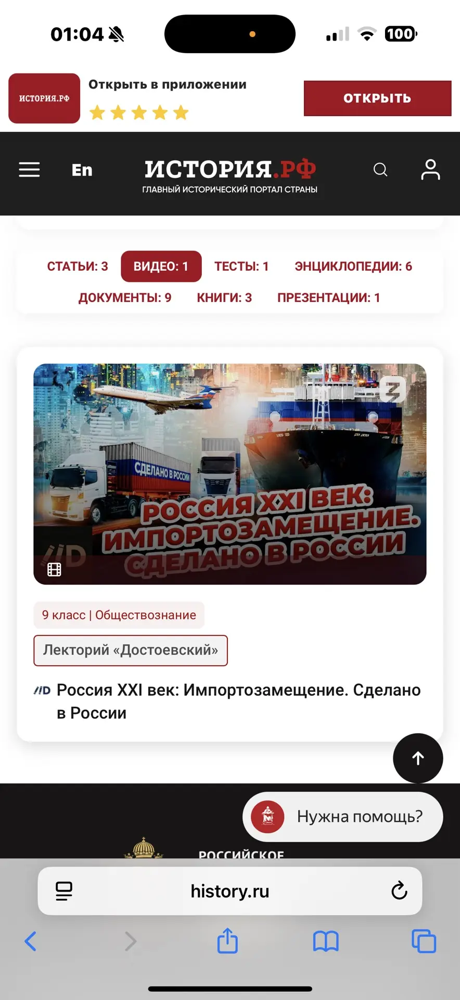 01:04
100
ИСТОРИЯ.РФ
Открыть в приложении
ОТКРЫТЬ
En
ИСТОРИЯ.РФ
ГЛАВНЫЙ ИСТОРИЧЕСКИЙ ПОРТАЛ СТРАНЫ
СТАТЬИ: 3
ВИДЕО: 1
ТЕСТЫ: 1
ЭНЦИКЛОПЕДИИ: 6
ДОКУМЕНТЫ: 9
КНИГИ: 3
ПРЕЗЕНТАЦИИ: 1
СДЕЛАНО В РОССИИ
РОССИЯ XXI ВЕК:
ИМПОРТОЗАМЕЩЕНИЕ.
СДЕЛАНО В РОССИИ
9 класс | Обществознание
Лекторий «Достоевский»
Россия XXI век: Импортозамещение. Сделано
в России
Нужна помощь?
РОССИЙСКОЕ
history.ru